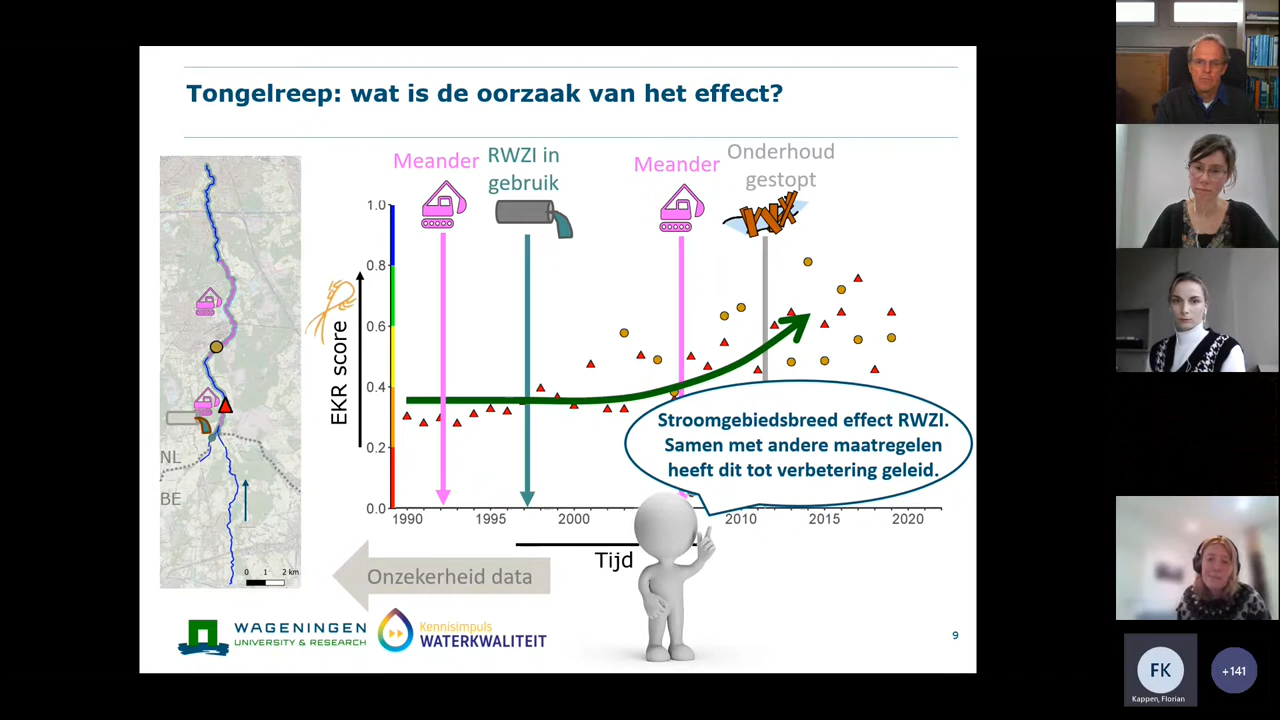 Tongelreep: wat is de oorzaak van het effect?
Meander
RWZI in
gebruik
Meander
Onderhoud
gestopt
1.0
0.8
0.6
0.4
0.2
0.0
EKR score
1990
1995
2000
2010
2015
2020
Tijd
Stroomgebiedsbreed effect RWZI.
Samen met andere maatregelen
heeft dit tot verbetering geleid.
NL
BE
0 1 2 km
Onzekerheid data
WAGENINGEN
UNIVERSITY & RESEARCH
Kennisimpuls
WATERKWALITEIT
9
FK
Kappen, Florian
+141